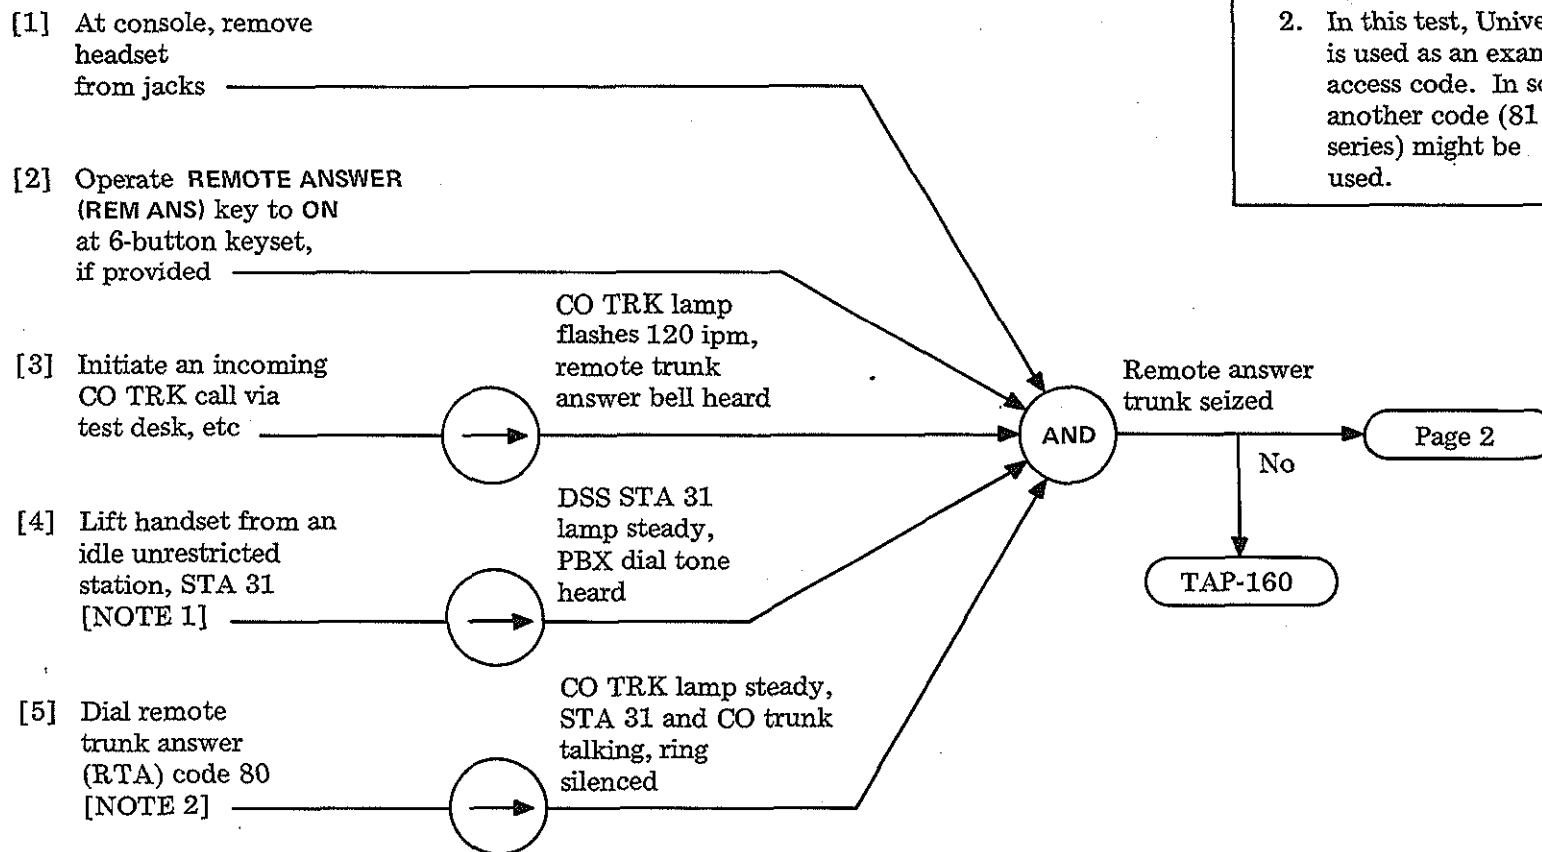 [1] At console, remove
headset
from jacks
[2] Operate REMOTE ANSWER
(REM ANS) key to ON
at 6-button keyset,
if provided
[3] Initiate an incoming
CO TRK call via
test desk, etc
CO TRK lamp
flashes 120 ipm,
remote trunk
answer bell heard
[4] Lift handset from an
idle unrestricted
station, STA 31
[NOTE 1]
DSS STA 31
lamp steady,
PBX dial tone
heard
[5] Dial remote
trunk answer
(RTA) code 80
[NOTE 2]
CO TRK lamp steady,
STA 31 and CO trunk
talking, ring
silenced
AND
Remote answer
trunk seized
Page 2
No
TAP-160
2. In this test,
is used as an
access code. In
another code (81
series) might be
used.